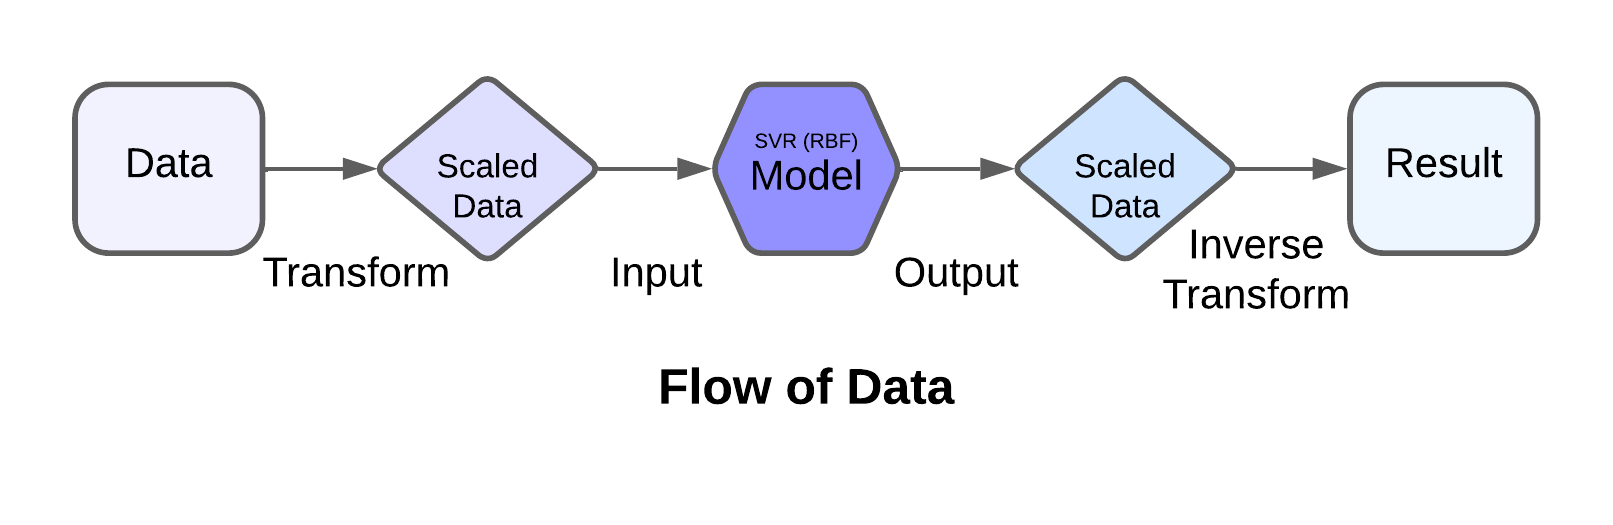 Data
Transform
Scaled
Data
Input
SVR (RBF)
Model
Output
Scaled
Data
Inverse
Transform
Result
Flow of Data